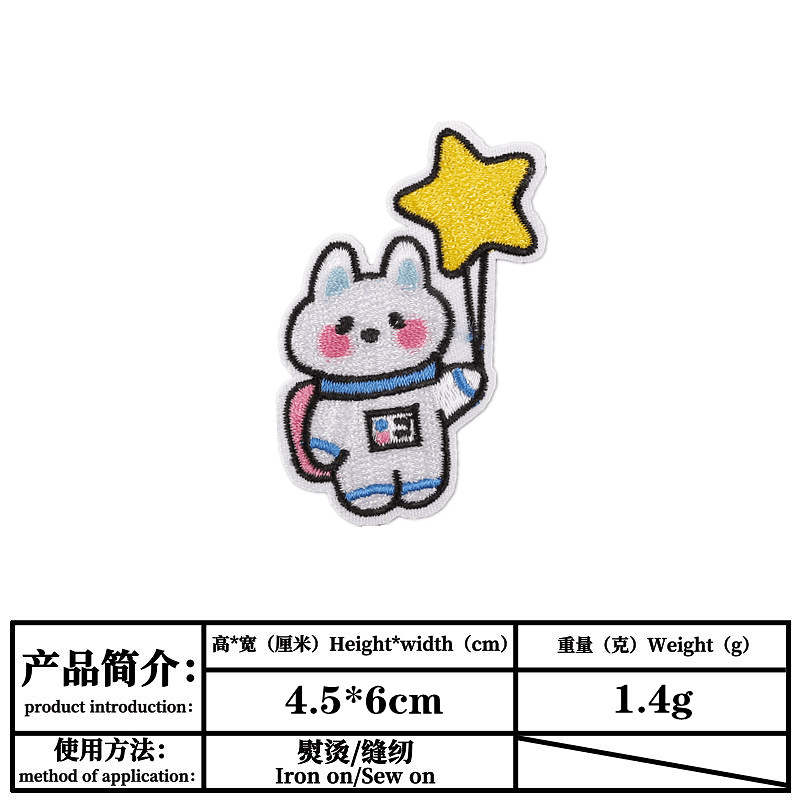 产品简介：
product introduction：
高*宽（厘米）Height*width（cm）
重量（克）Weight（g）
4.5*6cm
1.4g
使用方法：
method of application：
熨烫/缝纫
Iron on/Sew on